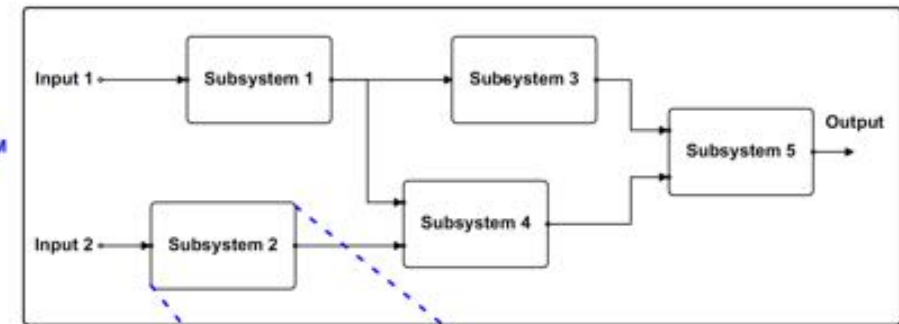 Input 1
Subsystem 1
Subsystem 3
Subsystem 5
Output
M
Input 2
Subsystem 2
Subsystem 4